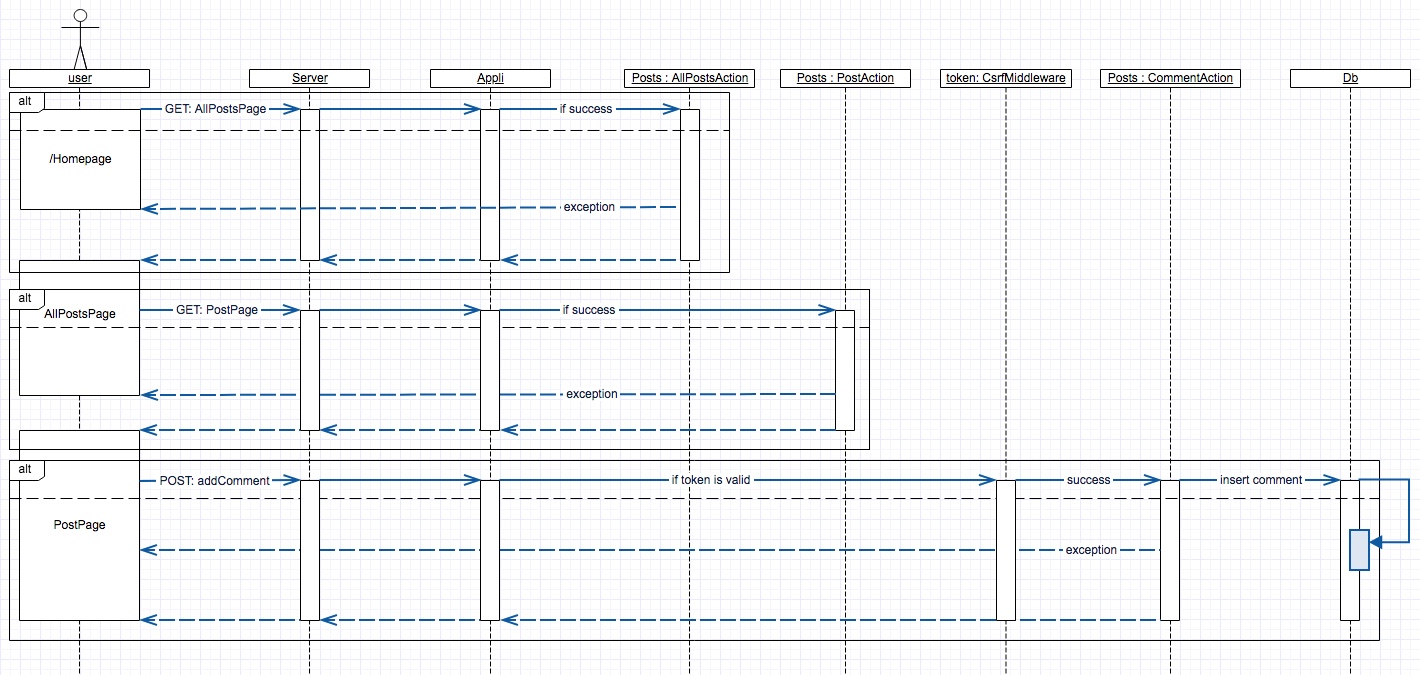 user
Server
Appli
Posts : AllPostsAction
Posts : PostAction
token: CsrfMiddleware
Posts : CommentAction
Db
alt
GET: AllPostsPage
if success
/Homepage
exception
alt
AllPostsPage
GET: PostPage
if success
exception
alt
POST: addComment
if token is valid
success
insert comment
PostPage
exception